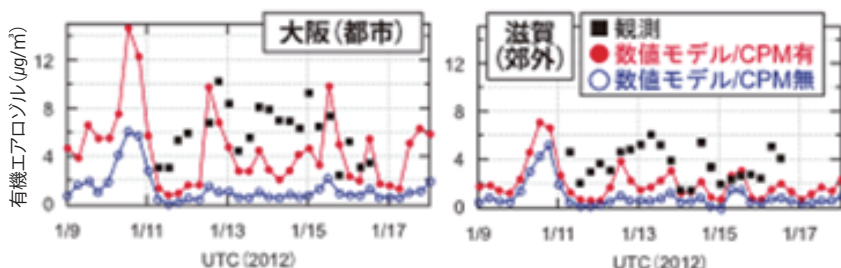 有機エアロゾル(μg/㎥)
12
8
4
0
大阪(都市)
1/9
1/11
1/13
1/15
1/17
UTC(2012)
滋賀
(郊外)
観測
数値モデル/CPM有
数値モデル/CPM無
12
8
4
0
1/9
1/11
1/13
1/15
1/17
UTC(2012)